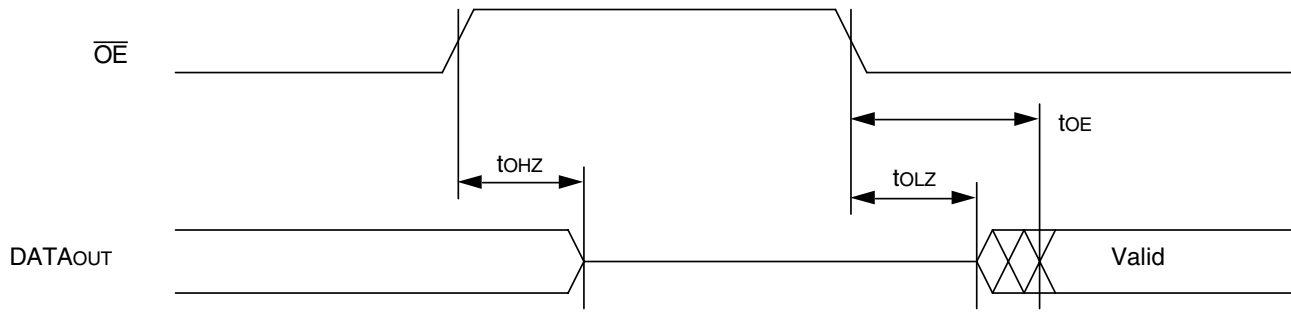 OE
tOE
tOHZ
tOLZ
DATAOUT
Valid